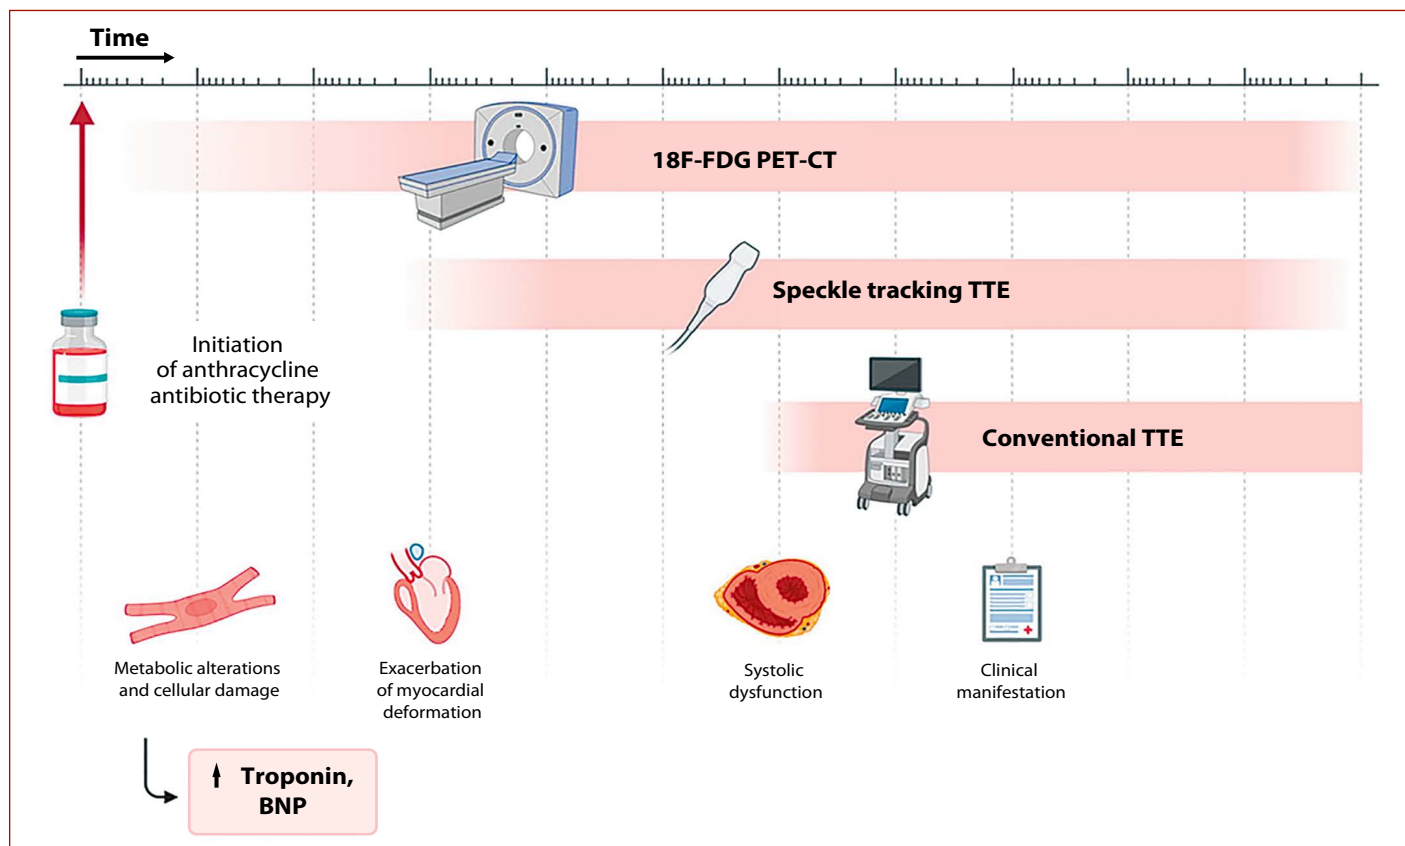 Time
18F-FDG PET-CT
Speckle tracking TTE
Initiation
of anthracycline
antibiotic therapy
Conventional TTE
Metabolic alterations
and cellular damage
Exacerbation
of myocardial
deformation
Systolic
dysfunction
Clinical
manifestation
Troponin,
BNP